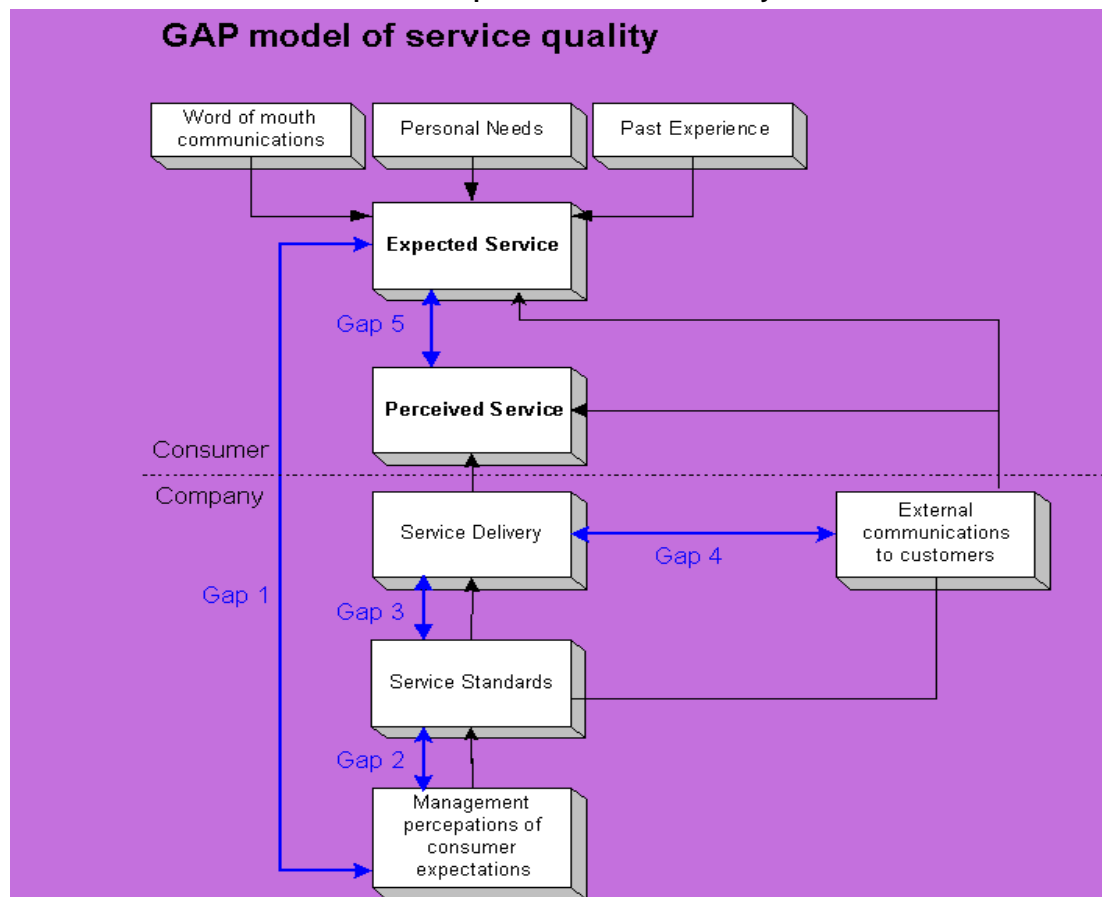 GAP model of service quality
Word of mouth
communications
Personal Needs
Past Experience
Expected Service
Gap 5
Perceived Service
Consumer
Company
Service Delivery
External
communications
to customers
Gap 4
Gap 1
Gap 3
Service Standards
Gap 2
Management
percepations of
consumer
expectations